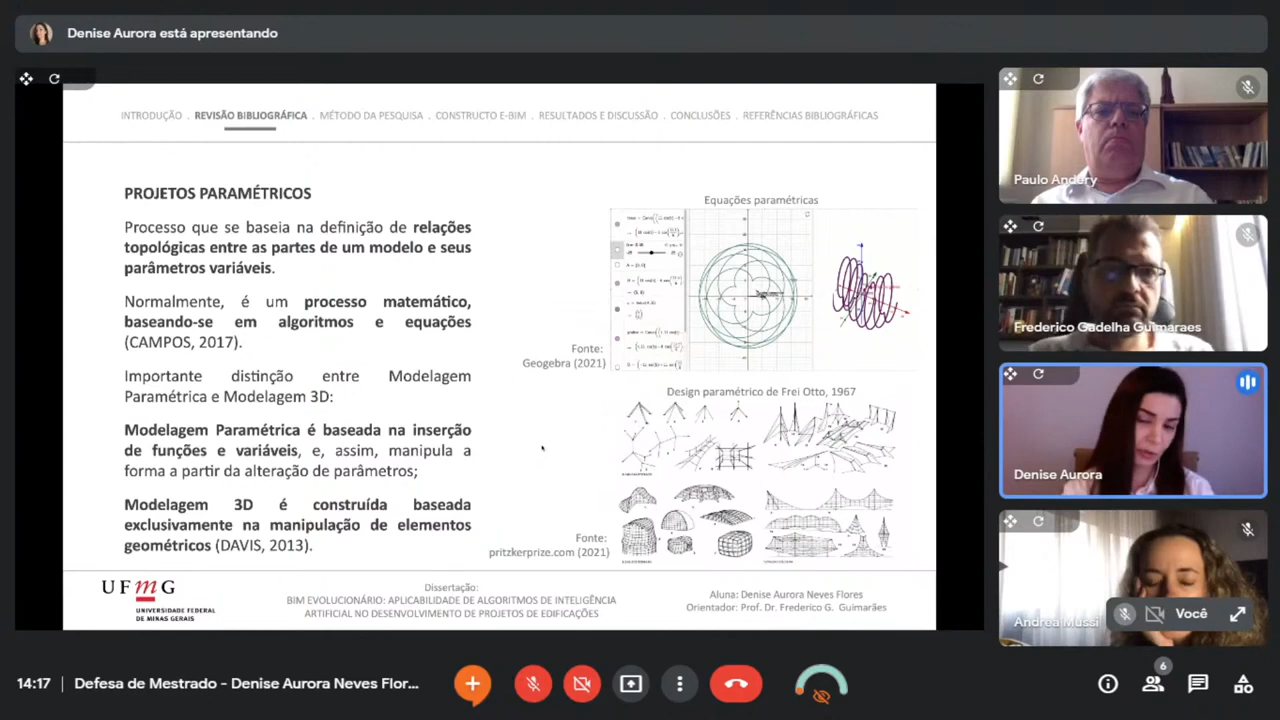 Denise Aurora está apresentando
INTRODUÇÃO . REVISÃO BIBLIOGRÁFICA . MÉTODO DA PESQUISA . CONSTRUCTO E-BIM . RESULTADOS E DISCUSSÃO . CONCLUSÕES . REFERÊNCIAS BIBLIOGRÁFICAS
PROJETOS PARAMÉTRICOS
Processo que se baseia na definição de relações
topológicas entre as partes de um modelo e seus
parâmetros variáveis.
Normalmente, é um processo matemático,
baseando-se em algoritmos e equações
(CAMPOS, 2017).
Importante distinção entre Modelagem
Paramétrica e Modelagem 3D:
Modelagem Paramétrica é baseada na inserção
de funções e variáveis, e, assim, manipula a
forma a partir da alteração de parâmetros;
Modelagem 3D é construída baseada
exclusivamente na manipulação de elementos
geométricos (DAVIS, 2013).
Equações paramétricas
Fonte:
Geogebra (2021)
Design paramétrico de Frei Otto, 1967
Fonte:
pritzkerprize.com (2021)
UFmG
UNIVERSIDADE FEDERAL
DE MINAS GERAIS
Dissertação:
BIM EVOLUCIONÁRIO: APLICABILIDADE DE ALGORITMOS DE INTELIGÊNCIA
ARTIFICIAL NO DESENVOLVIMENTO DE PROJETOS DE EDIFICAÇÕES
Aluna: Denise Aurora Neves Flores
Orientador: Prof. Dr. Frederico G. Guimarães
Paulo Andery
Frederico Gadelha Guimaraes
Denise Aurora
Andrea Mussi
Você
14:17 | Defesa de Mestrado - Denise Aurora Neves Flor...
6